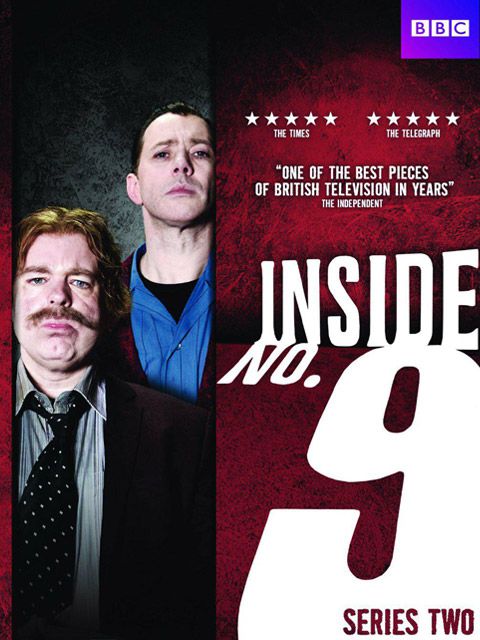 BBC
★★★★★ ★★★★★
THE TIMES THE TELEGRAPH
"ONE OF THE BEST PIECES
OF BRITISH TELEVISION IN YEARS"
THE INDEPENDENT
INSIDE
NO.
9
SERIES TWO